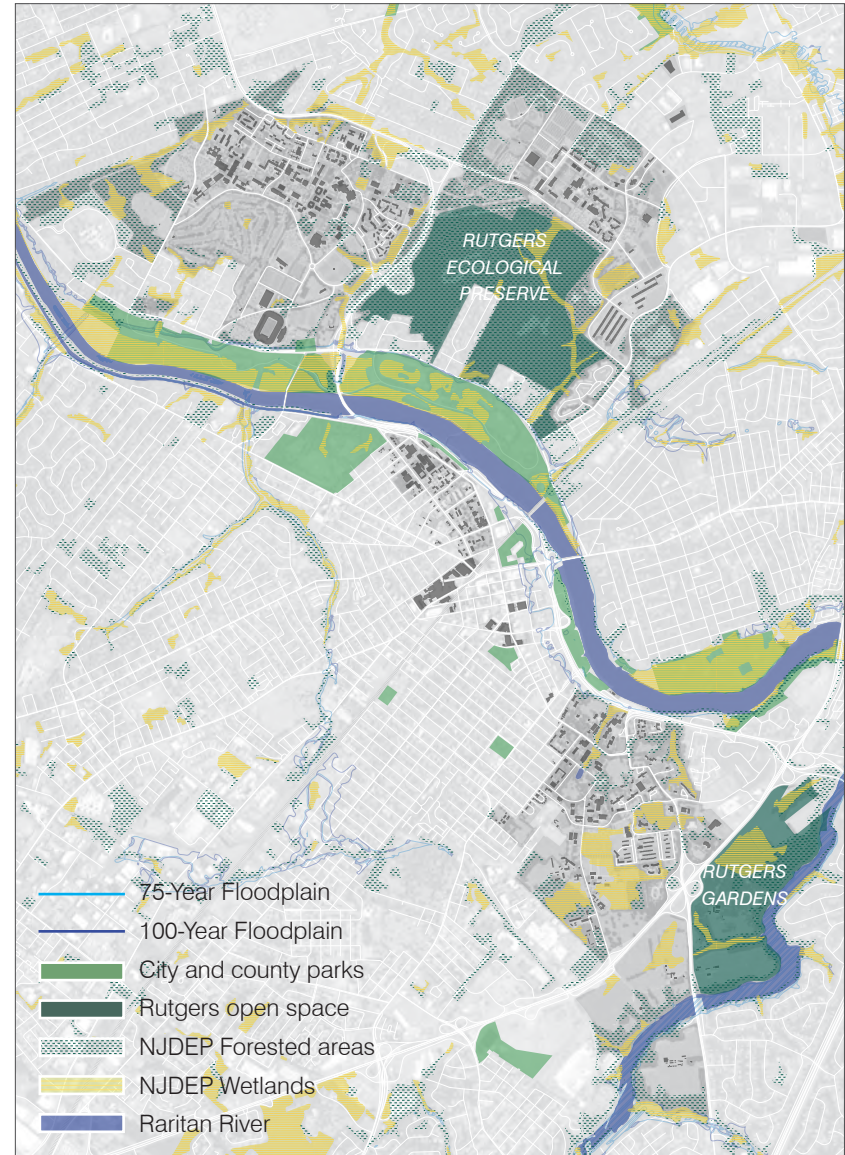 RUTGERS
ECOLOGICAL
PRESERVE
RUTGERS
GARDENS
75-Year Floodplain
100-Year Floodplain
City and county parks
Rutgers open space
NJDEP Forested areas
NJDEP Wetlands
Raritan River